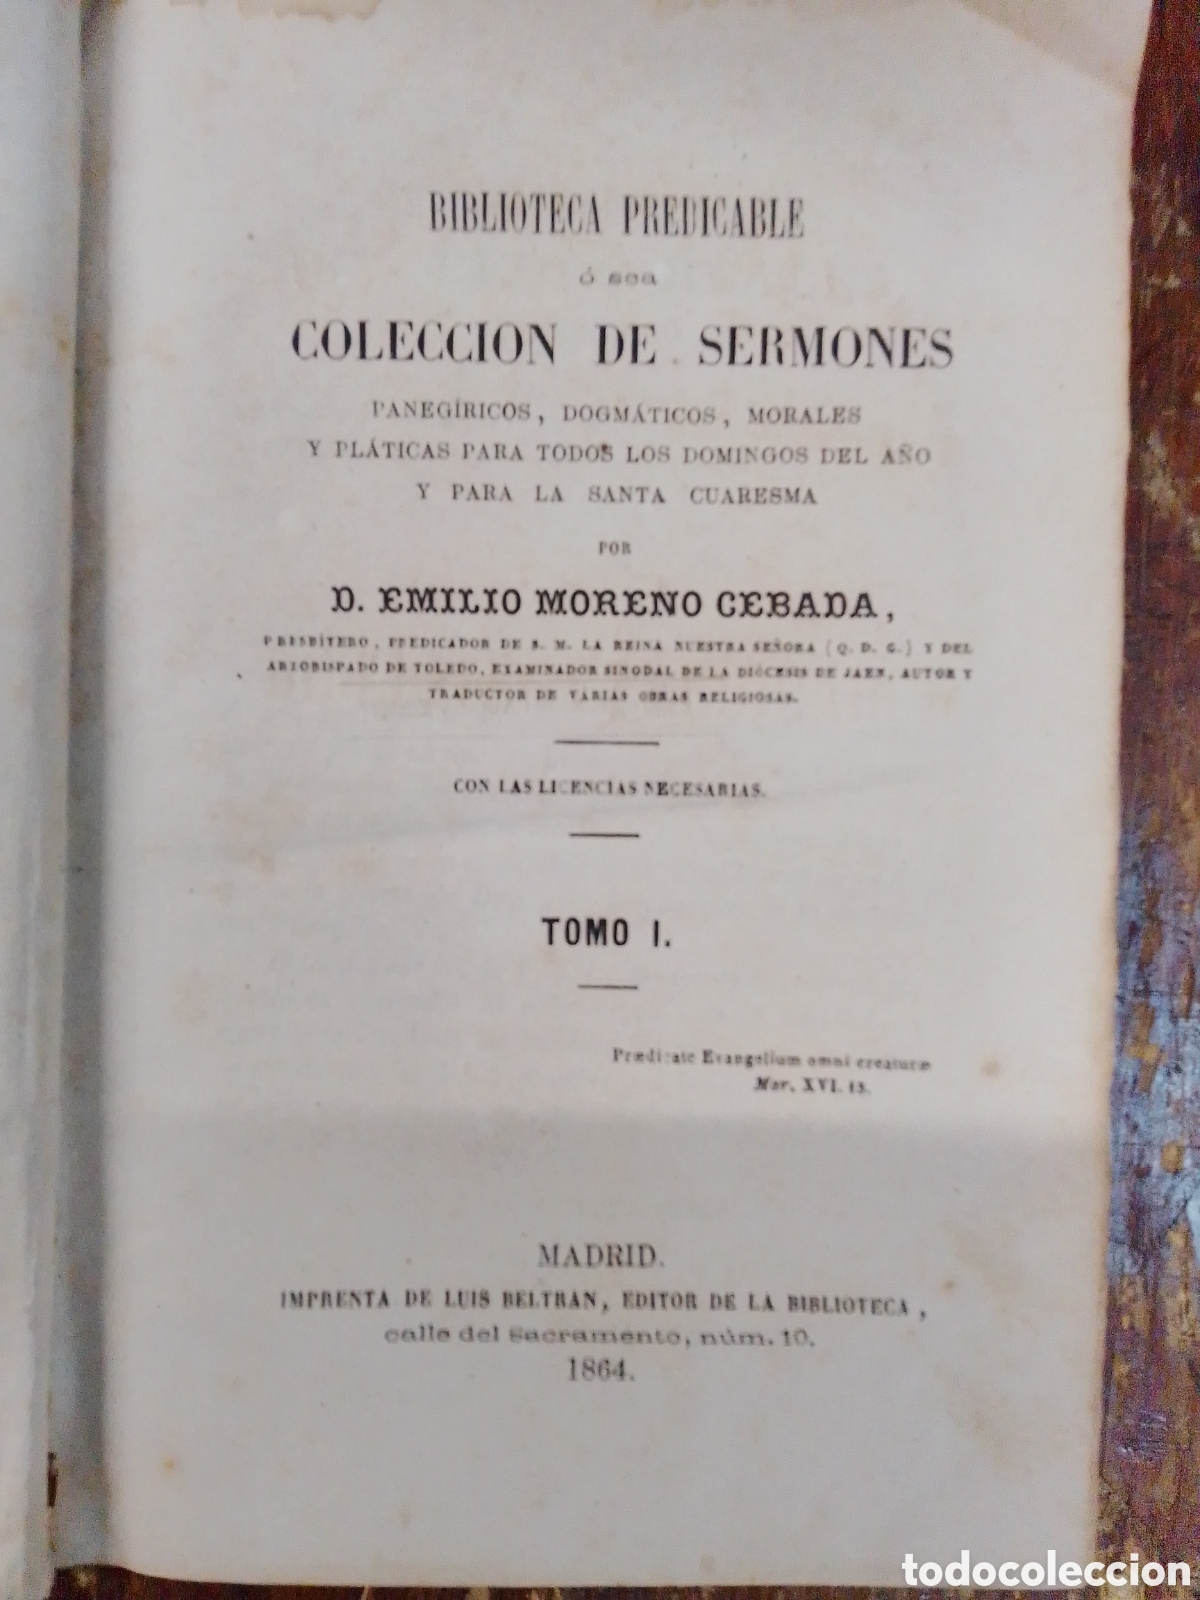 BIBLIOTECA PREDICABLE
ó sea
COLECCION DE SERMONES
PANEGÍRICOS, DOGMÁTICOS, MORALES
Y PLÁTICAS PARA TODOS LOS DOMINGOS DEL AÑO
Y PARA LA SANTA CUARESMA
POR
D. EMILIO MORENO CEBADA,
PRESBÍTERO, PREDICADOR DE S. M. LA REINA NUESTRA SEÑORA (Q. D. G.) Y DEL
ARZOBISPADO DE TOLEDO, EXAMINADOR SINODAL DE LA DIÓCESIS DE JAEN, AUTOR Y
TRADUCTOR DE VARIAS OBRAS RELIGIOSAS.
CON LAS LICENCIAS NECESARIAS.
TOMO I.
Prædicate Evangelium omni creaturæ
Mar. XVI. 15.
MADRID.
IMPRENTA DE LUIS BELTRAN, EDITOR DE LA BIBLIOTECA,
calle del Sacramento, núm. 10.
1864.
todocoleccion